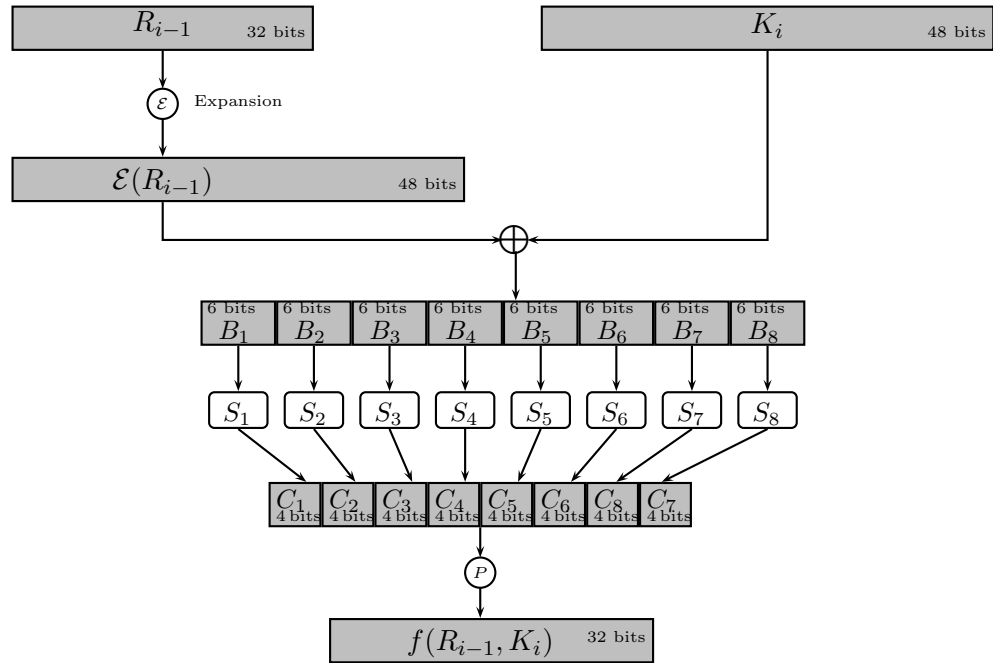 R_{i−1} 32 bits K_i 48 bits
ℰ Expansion
ℰ(R_{i−1}) 48 bits
6 bits 6 bits 6 bits 6 bits 6 bits 6 bits 6 bits 6 bits
B_1 B_2 B_3 B_4 B_5 B_6 B_7 B_8
S_1 S_2 S_3 S_4 S_5 S_6 S_7 S_8
C_1 C_2 C_3 C_4 C_5 C_6 C_8 C_7
4 bits 4 bits 4 bits 4 bits 4 bits 4 bits 4 bits 4 bits
P
f(R_{i−1}, K_i) 32 bits